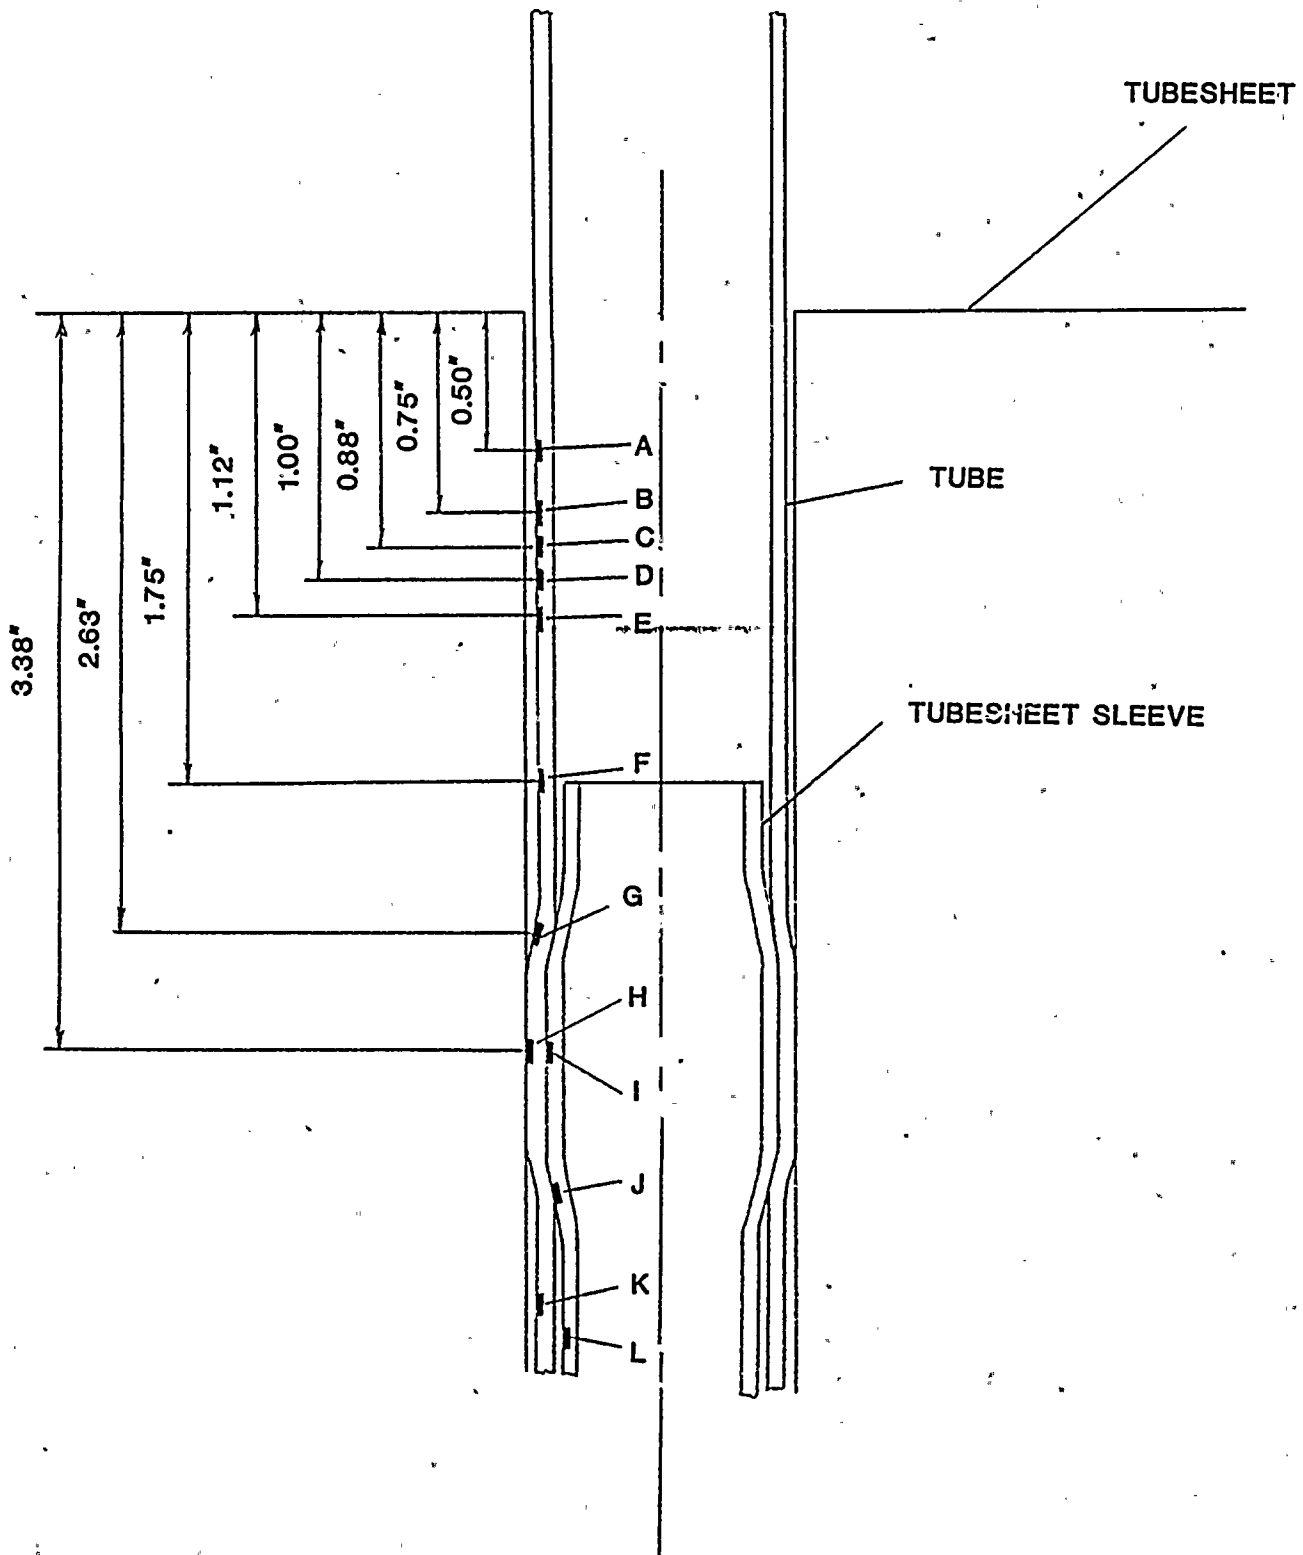 TUBESHEET
0.50"
0.75"
0.88"
1.00"
1.12"
1.75"
2.63"
3.38"
A
B
TUBE
C
D
E
TUBESHEET SLEEVE
F
G
H
I
J
K
L